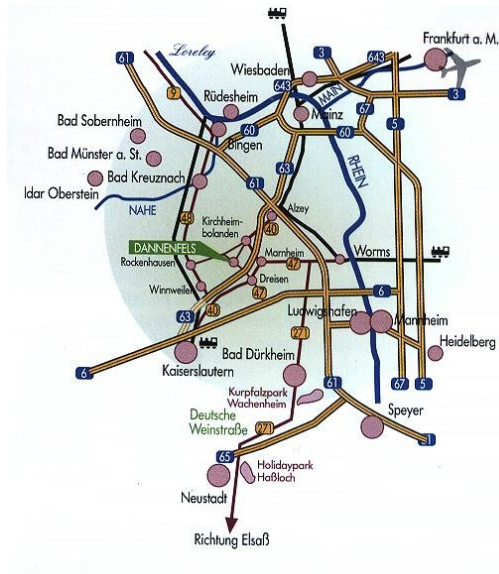 Frankfurt a. M.
61
Loreley
3
643
Wiesbaden
643
MAIN
3
9
Rüdesheim
Mainz
67
5
Bad Sobernheim
60
60
Bingen
Bad Münster a. St.
63
RHEIN
Idar Oberstein
Bad Kreuznach
61
NAHE
48
Alzey
Kirchheim-
bolanden
40
DANNENFELS
Marnheim
Worms
Rockenhausen
47
Dreisen
Winnweiler
47
6
40
63
Ludwigshafen
Mannheim
271
Heidelberg
Bad Dürkheim
6
Kaiserslautern
61
67
5
Kurpfalzpark
Wachenheim
Deutsche
Weinstraße
Speyer
271
1
65
Holidaypark
Haßloch
Neustadt
Richtung Elsaß